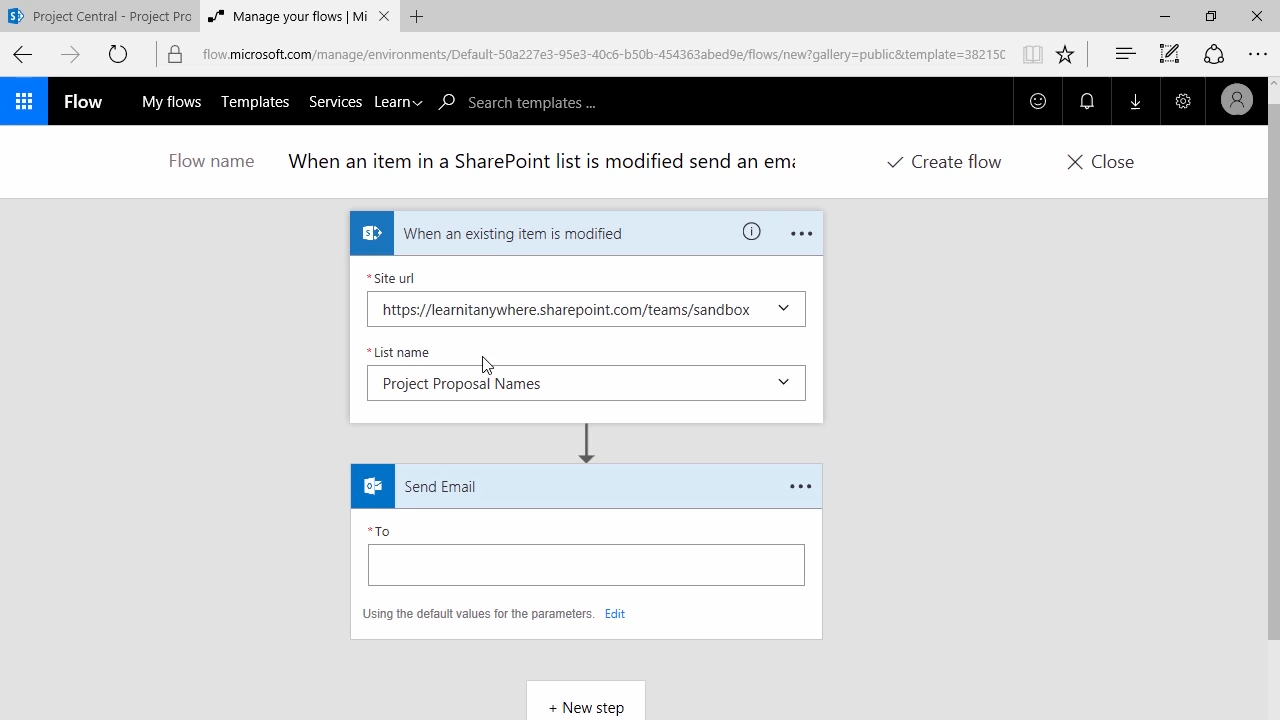 Project Central - Project Pro
Manage your flows | Mi
flow.microsoft.com/manage/environments/Default-50a227e3-95e3-40c6-b50b-454363abed9e/flows/new?gallery=public&template=382150
Flow My flows Templates Services Learn Search templates ...
Flow name When an item in a SharePoint list is modified send an ema Create flow Close
When an existing item is modified
* Site url
https://learnitanywhere.sharepoint.com/teams/sandbox
* List name
Project Proposal Names
Send Email
* To
Using the default values for the parameters. Edit
+ New step